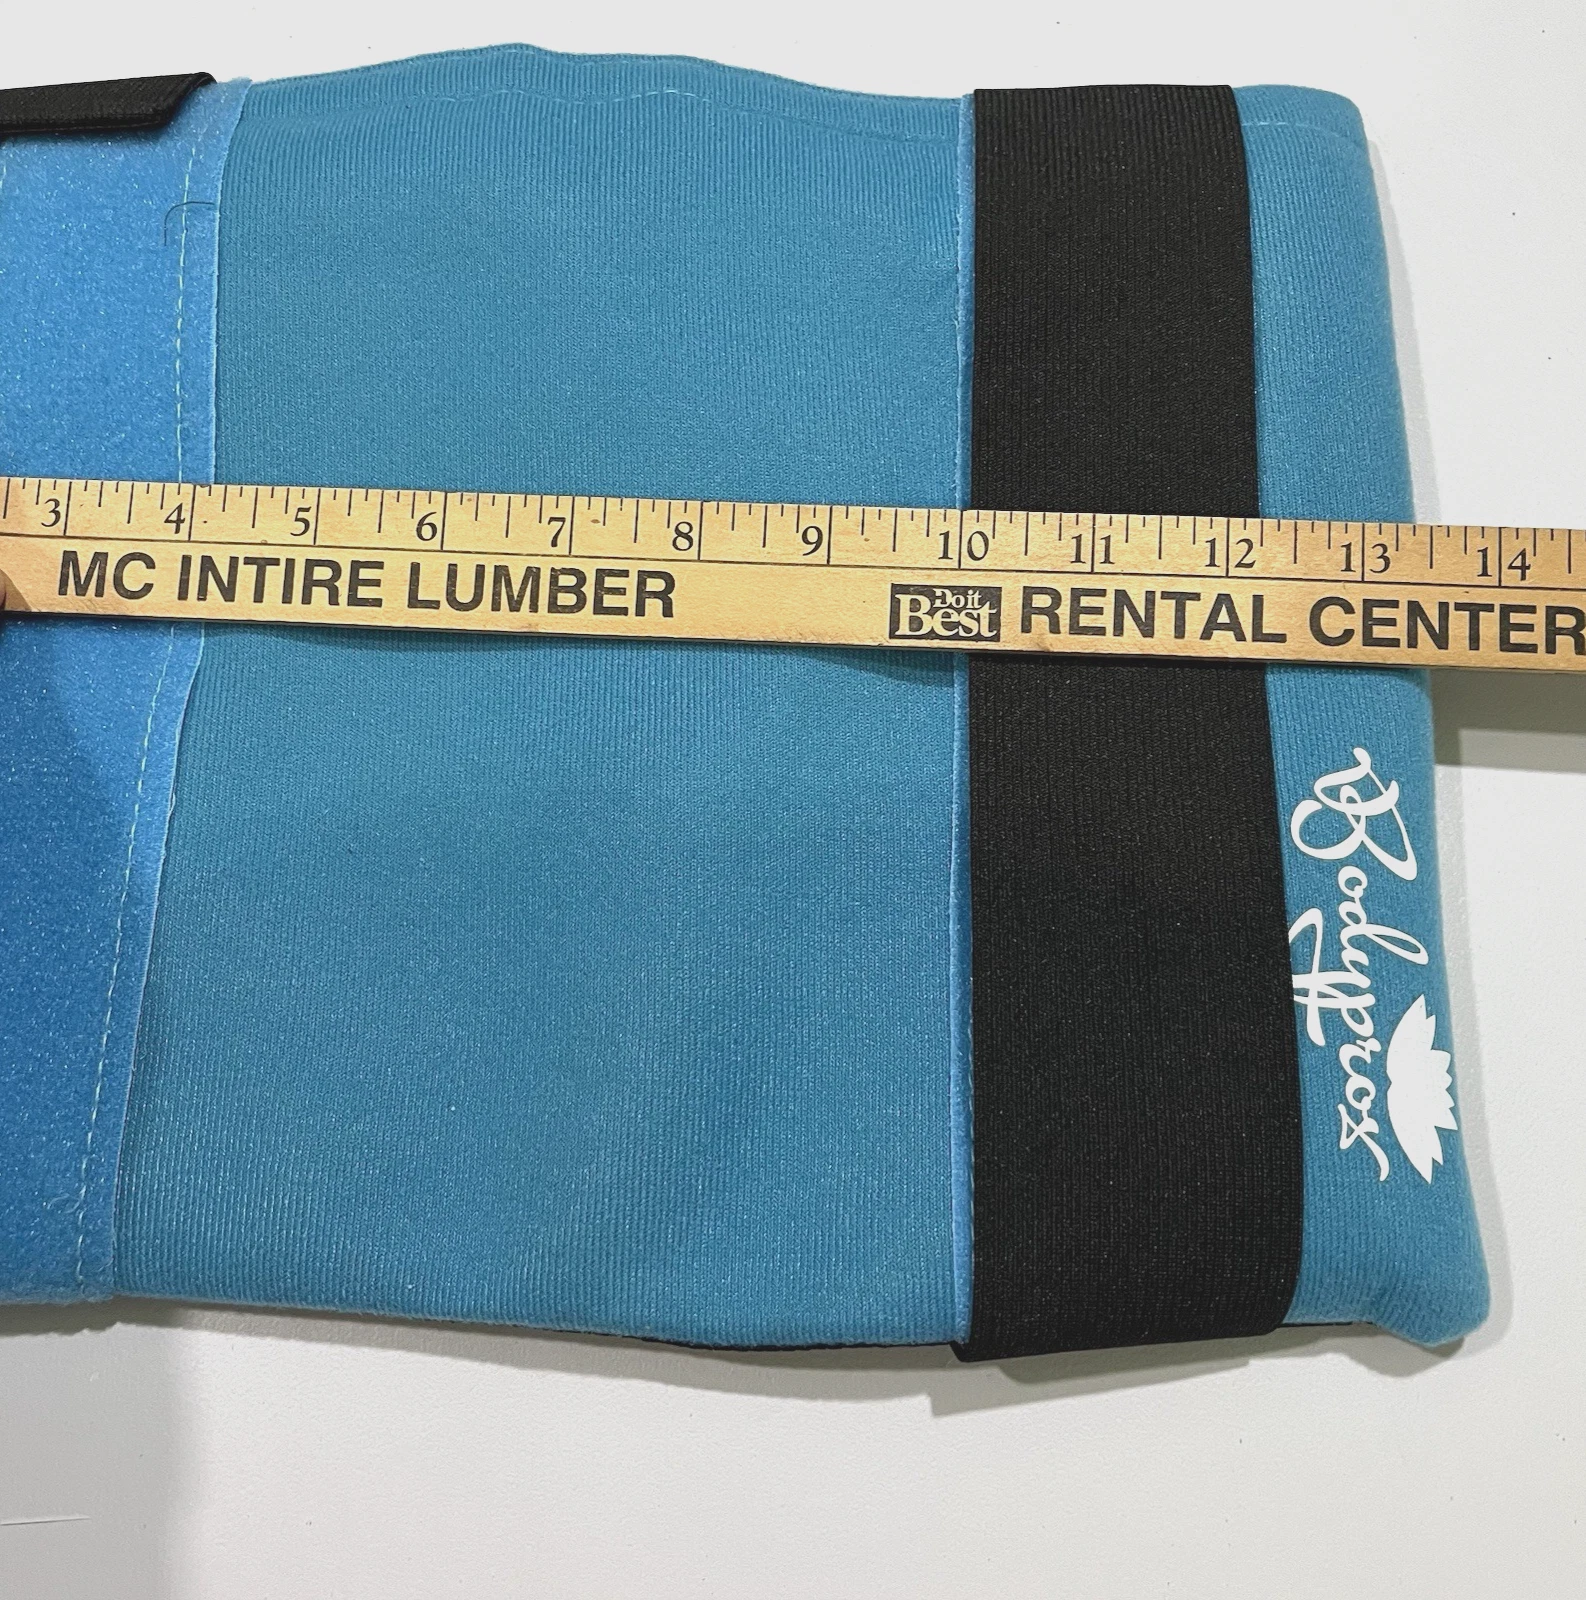 3 4 5 6 7 8 9 10 11 12 13 14
MC INTIRE LUMBER Do it Best RENTAL CENTER
Bodyprox